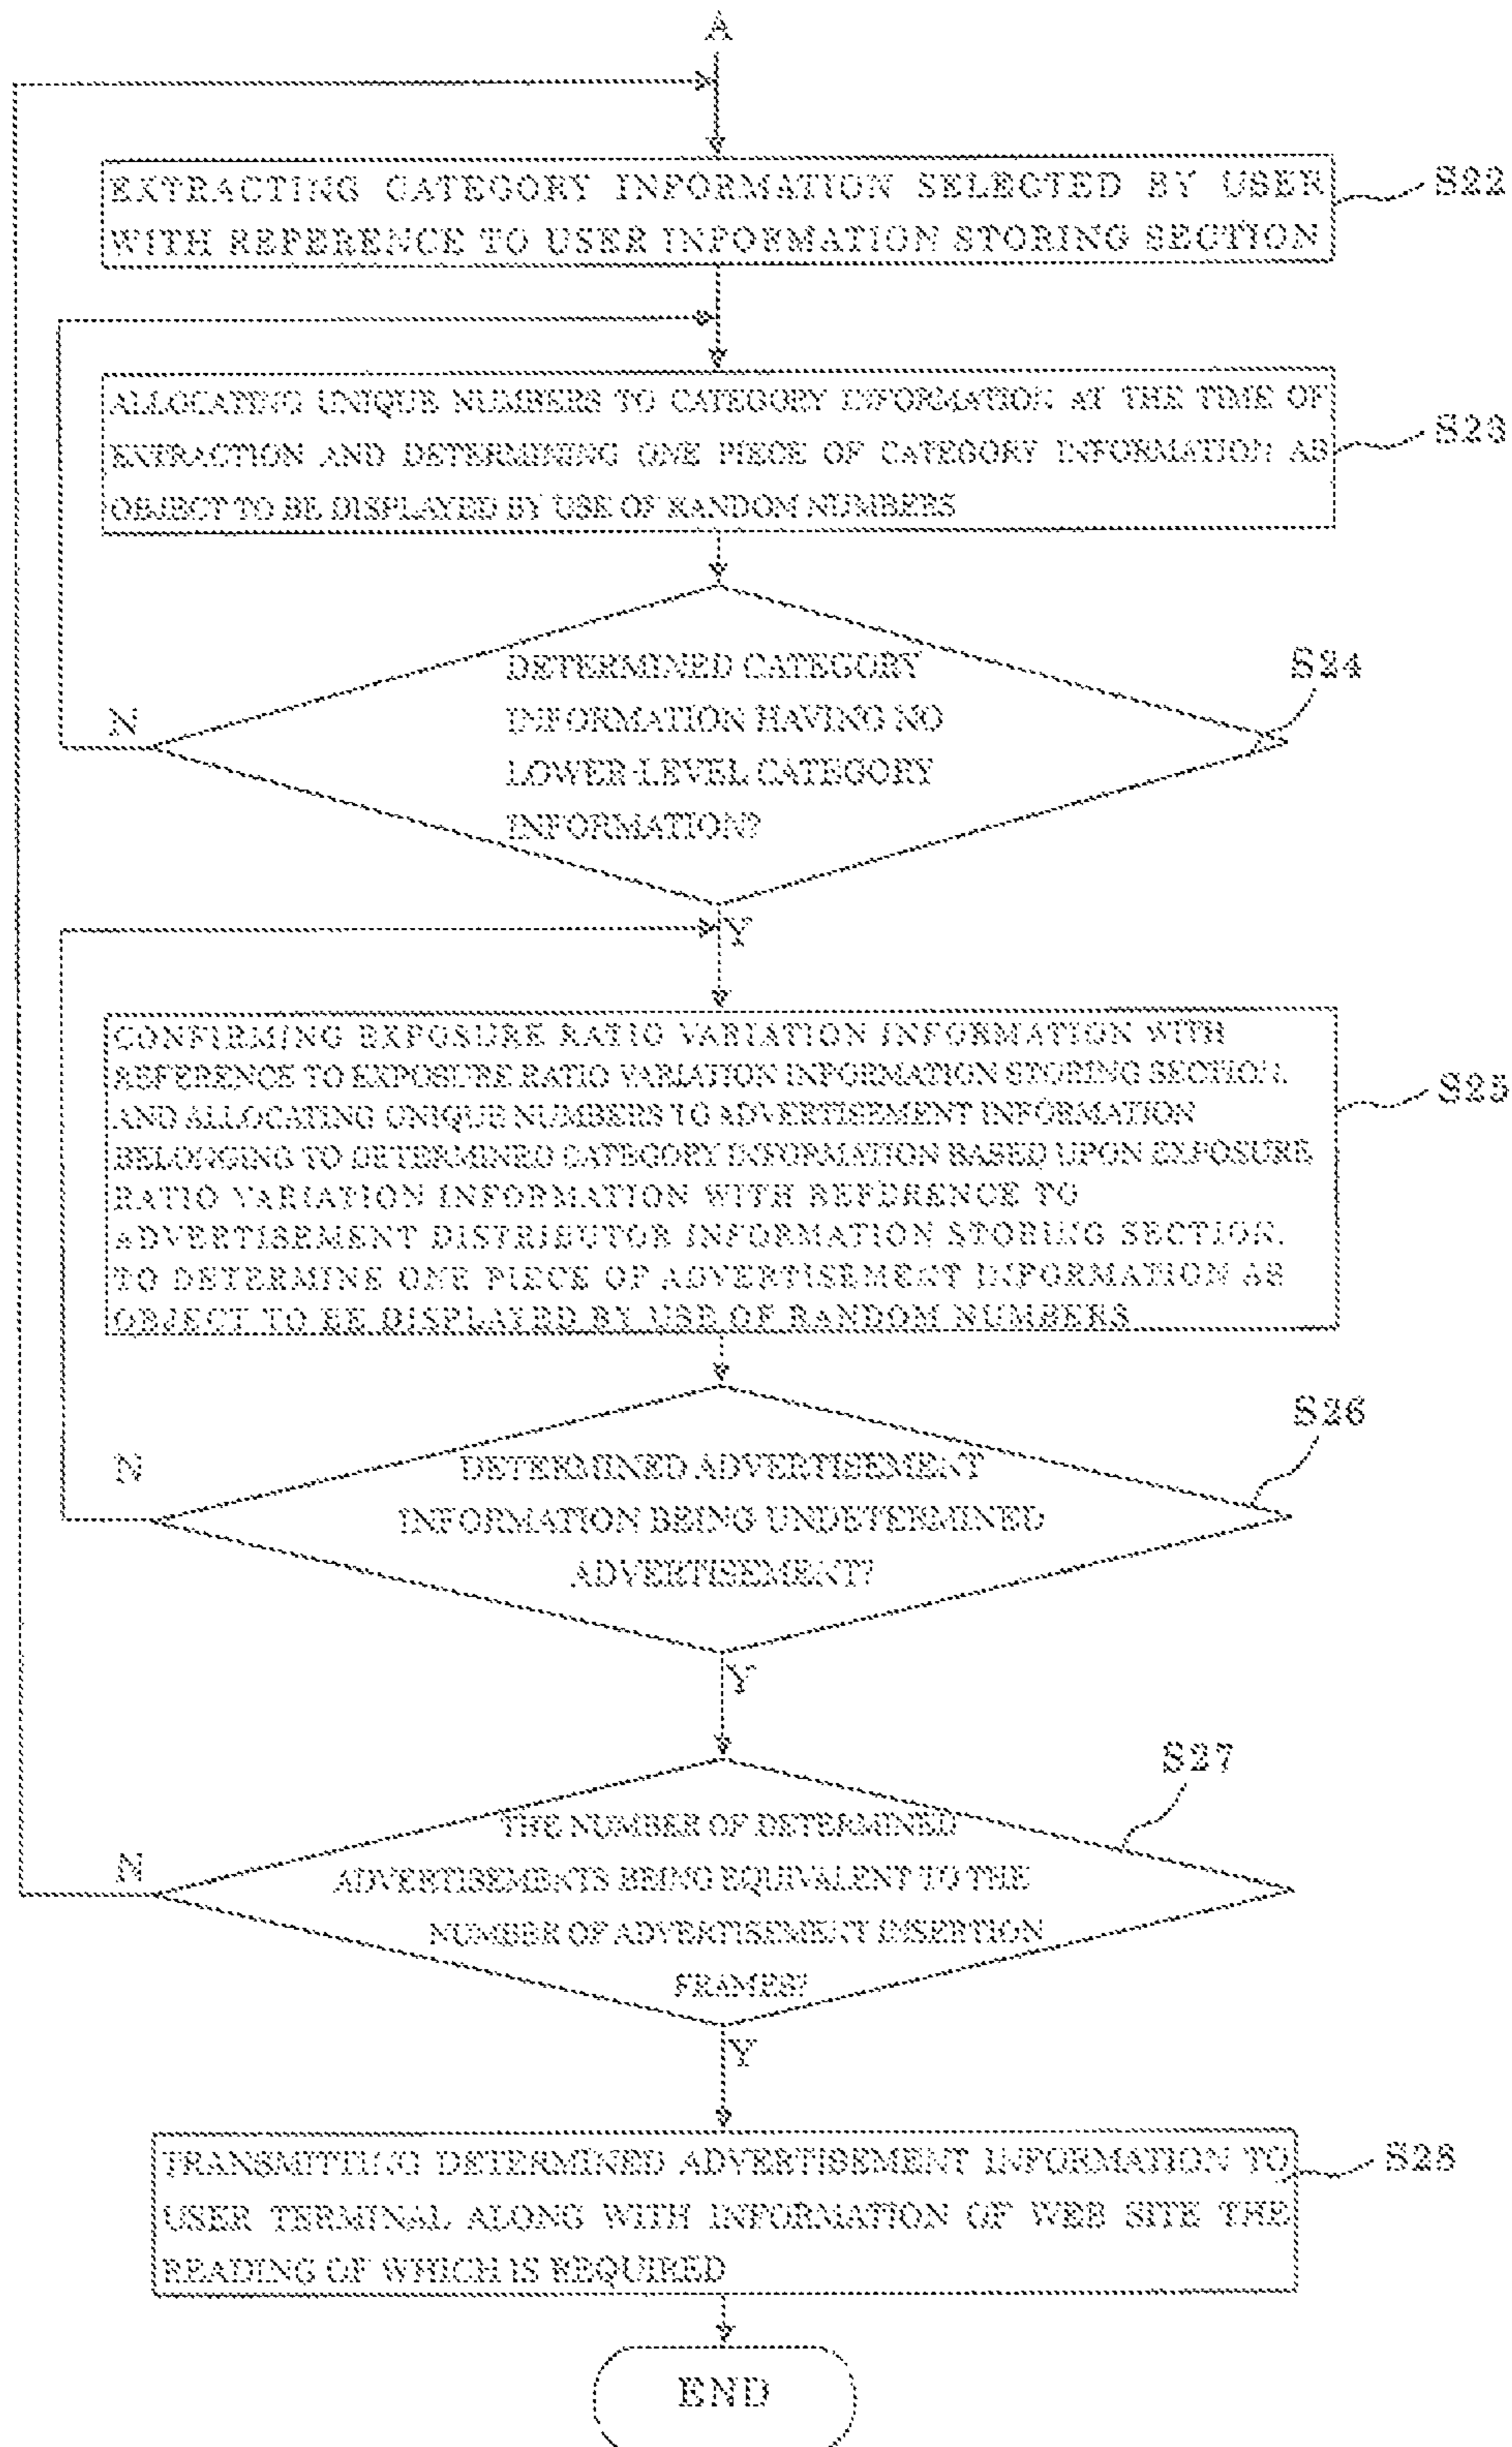 A
EXTRACTING CATEGORY INFORMATION SELECTED BY USER
WITH REFERENCE TO USER INFORMATION STORING SECTION
S22
ALLOCATING UNIQUE NUMBERS TO CATEGORY INFORMATION AT THE TIME OF
EXTRACTION AND DETERMINING ONE PIECE OF CATEGORY INFORMATION AS
OBJECT TO BE DISPLAYED BY USE OF RANDOM NUMBERS
S23
DETERMINED CATEGORY
INFORMATION HAVING NO
LOWER-LEVEL CATEGORY
INFORMATION?
S24
N
Y
CONFIRMING EXPOSURE RATIO VARIATION INFORMATION WITH
REFERENCE TO EXPOSURE RATIO VARIATION INFORMATION STORING SECTION,
AND ALLOCATING UNIQUE NUMBERS TO ADVERTISEMENT INFORMATION
BELONGING TO DETERMINED CATEGORY INFORMATION BASED UPON EXPOSURE
RATIO VARIATION INFORMATION WITH REFERENCE TO
ADVERTISEMENT DISTRIBUTOR INFORMATION STORING SECTION,
TO DETERMINE ONE PIECE OF ADVERTISEMENT INFORMATION AS
OBJECT TO BE DISPLAYED BY USE OF RANDOM NUMBERS
S25
DETERMINED ADVERTISEMENT
INFORMATION BEING UNDETERMINED
ADVERTISEMENT?
S26
N
Y
THE NUMBER OF DETERMINED
ADVERTISEMENTS BEING EQUIVALENT TO THE
NUMBER OF ADVERTISEMENT INSERTION
FRAMES?
S27
N
Y
TRANSMITTING DETERMINED ADVERTISEMENT INFORMATION TO
USER TERMINAL ALONG WITH INFORMATION OF WEB SITE THE
READING OF WHICH IS REQUIRED
S28
END